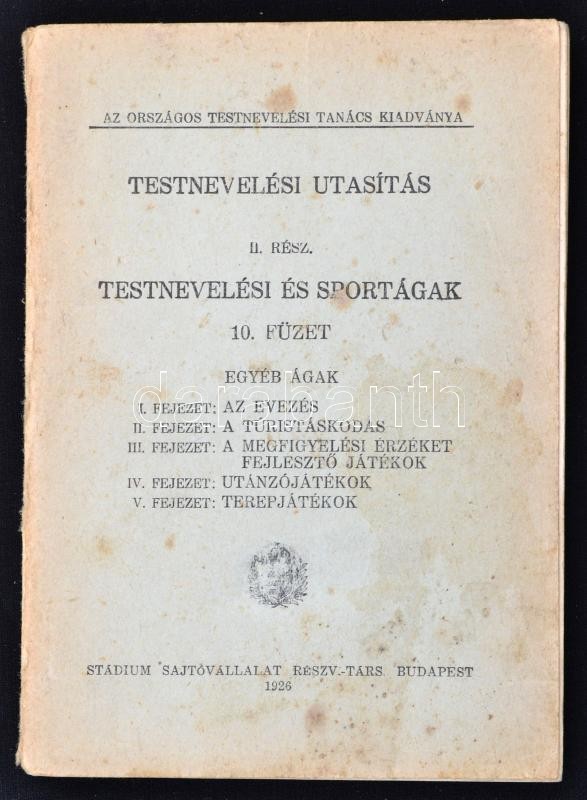 AZ ORSZÁGOS TESTNEVELÉSI TANÁCS KIADVÁNYA
TESTNEVELÉSI UTASÍTÁS
II. RÉSZ.
TESTNEVELÉSI ÉS SPORTÁGAK
10. FÜZET
EGYÉB ÁGAK
I. FEJEZET: AZ EVEZÉS
II. FEJEZET: A TÚRISTÁSKODAS
III. FEJEZET: A MEGFIGYELÉSI ÉRZÉKET
FEJLESZTŐ JÁTÉKOK
IV. FEJEZET: UTÁNZÓJÁTÉKOK
V. FEJEZET: TEREPJÁTÉKOK
darabanth
STÁDIUM SAJTÓVÁLLALAT RÉSZV.-TÁRS. BUDAPEST
1926